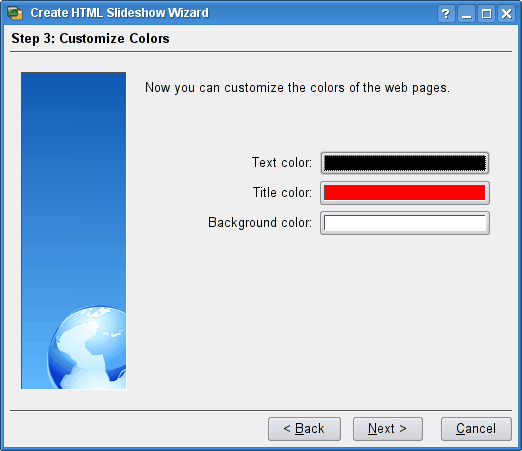 Create HTML Slideshow Wizard
?
Step 3: Customize Colors
Now you can customize the colors of the web pages.
Text color:
Title color:
Background color:
< Back
Next >
Cancel